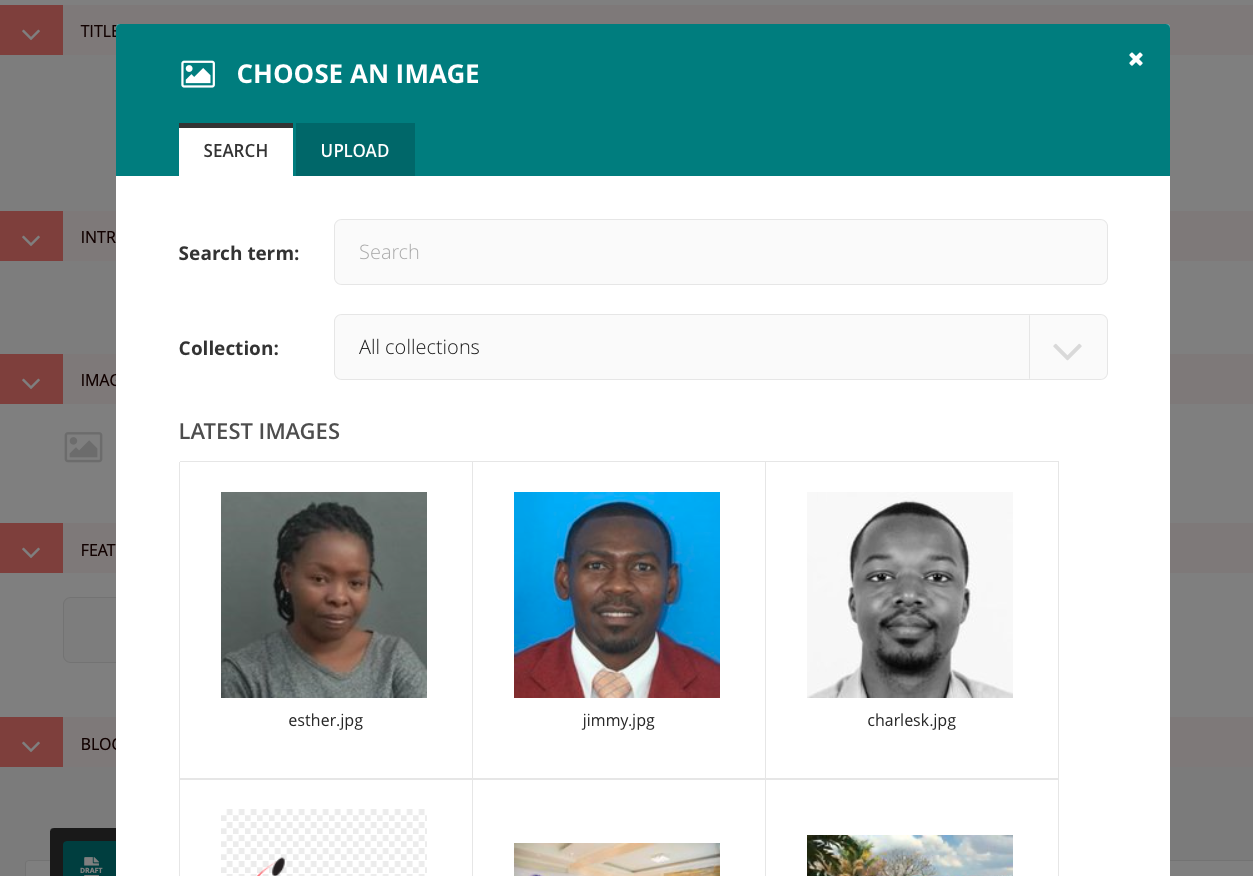 TITLE
CHOOSE AN IMAGE
SEARCH
UPLOAD
INTR
Search term:
Search
Collection:
All collections
IMAG
LATEST IMAGES
FEAT
esther.jpg
jimmy.jpg
charlesk.jpg
BLOC
DRAFT